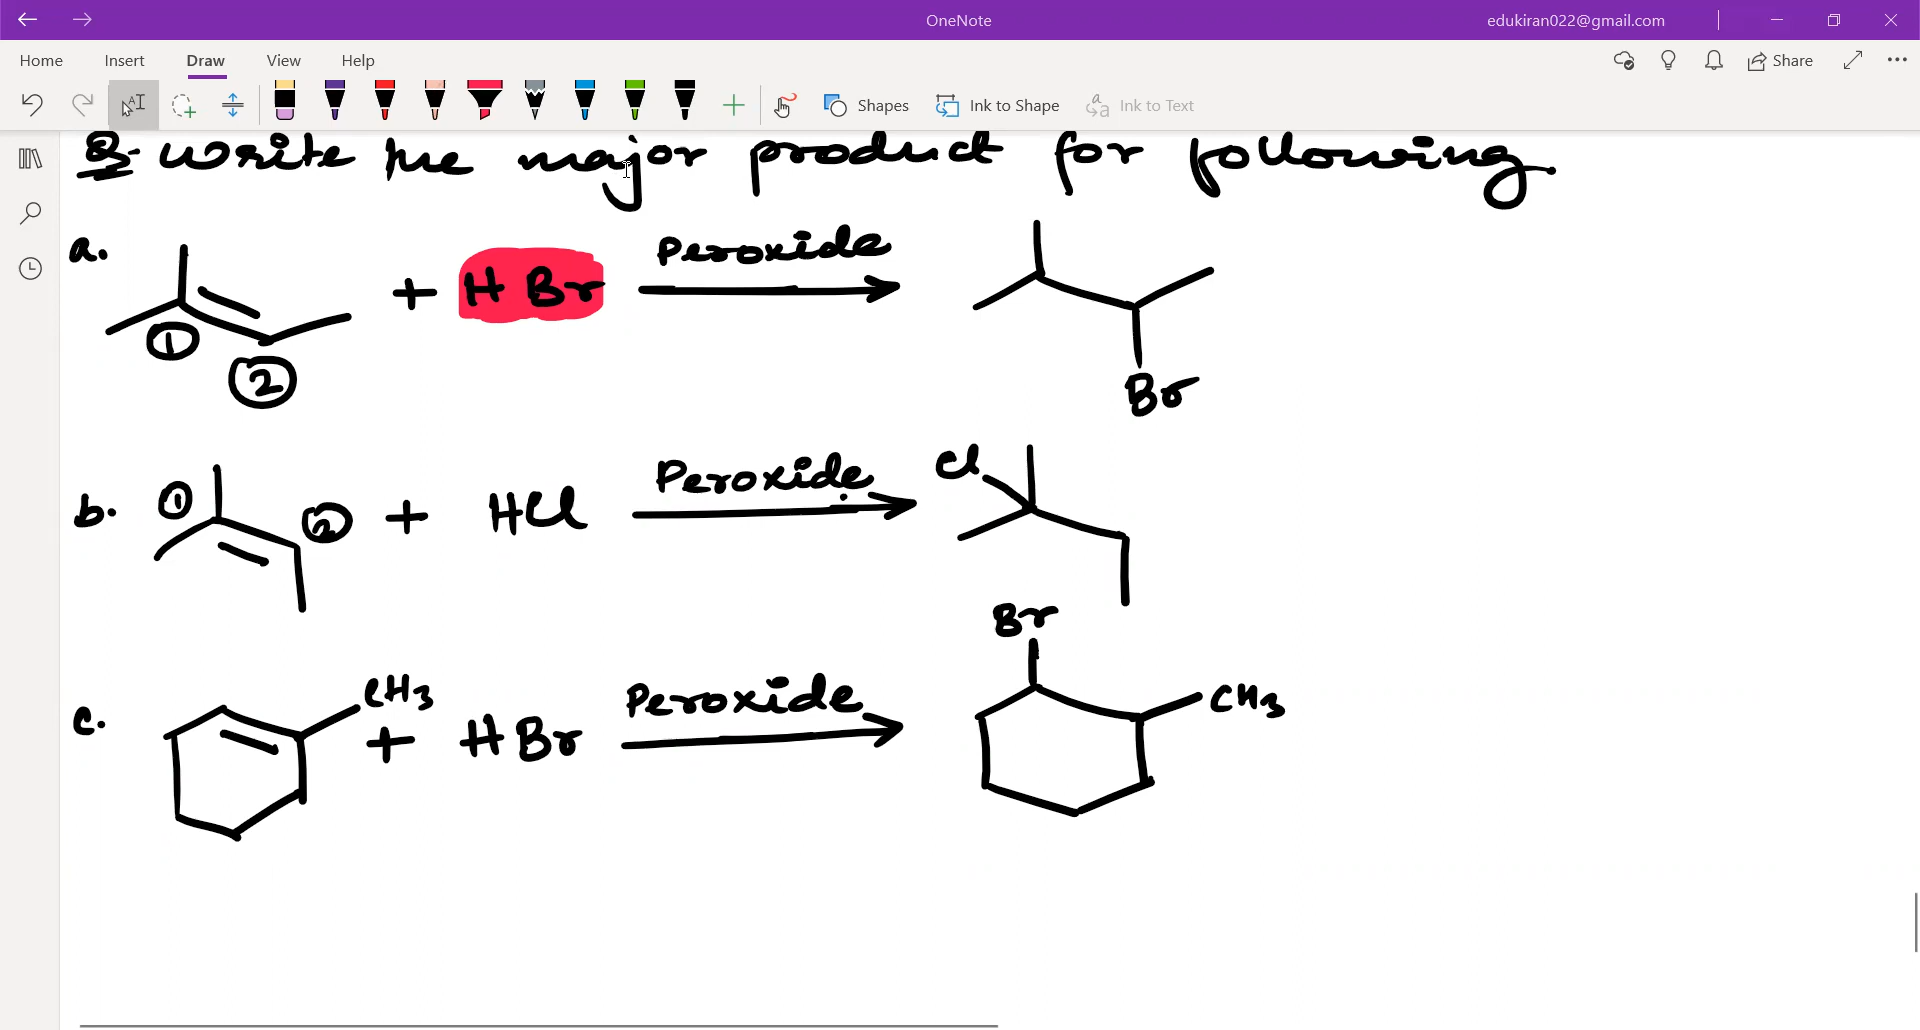 OneNote
edukiran022@gmail.com
Home Insert Draw View Help
Share
Shapes Ink to Shape Ink to Text
Q. Write the major product for following
a.
+ HBr Peroxide
1
2
Br
b. 1 2 + HCl Peroxide Cl
Br
c. CH3 + HBr Peroxide CH3